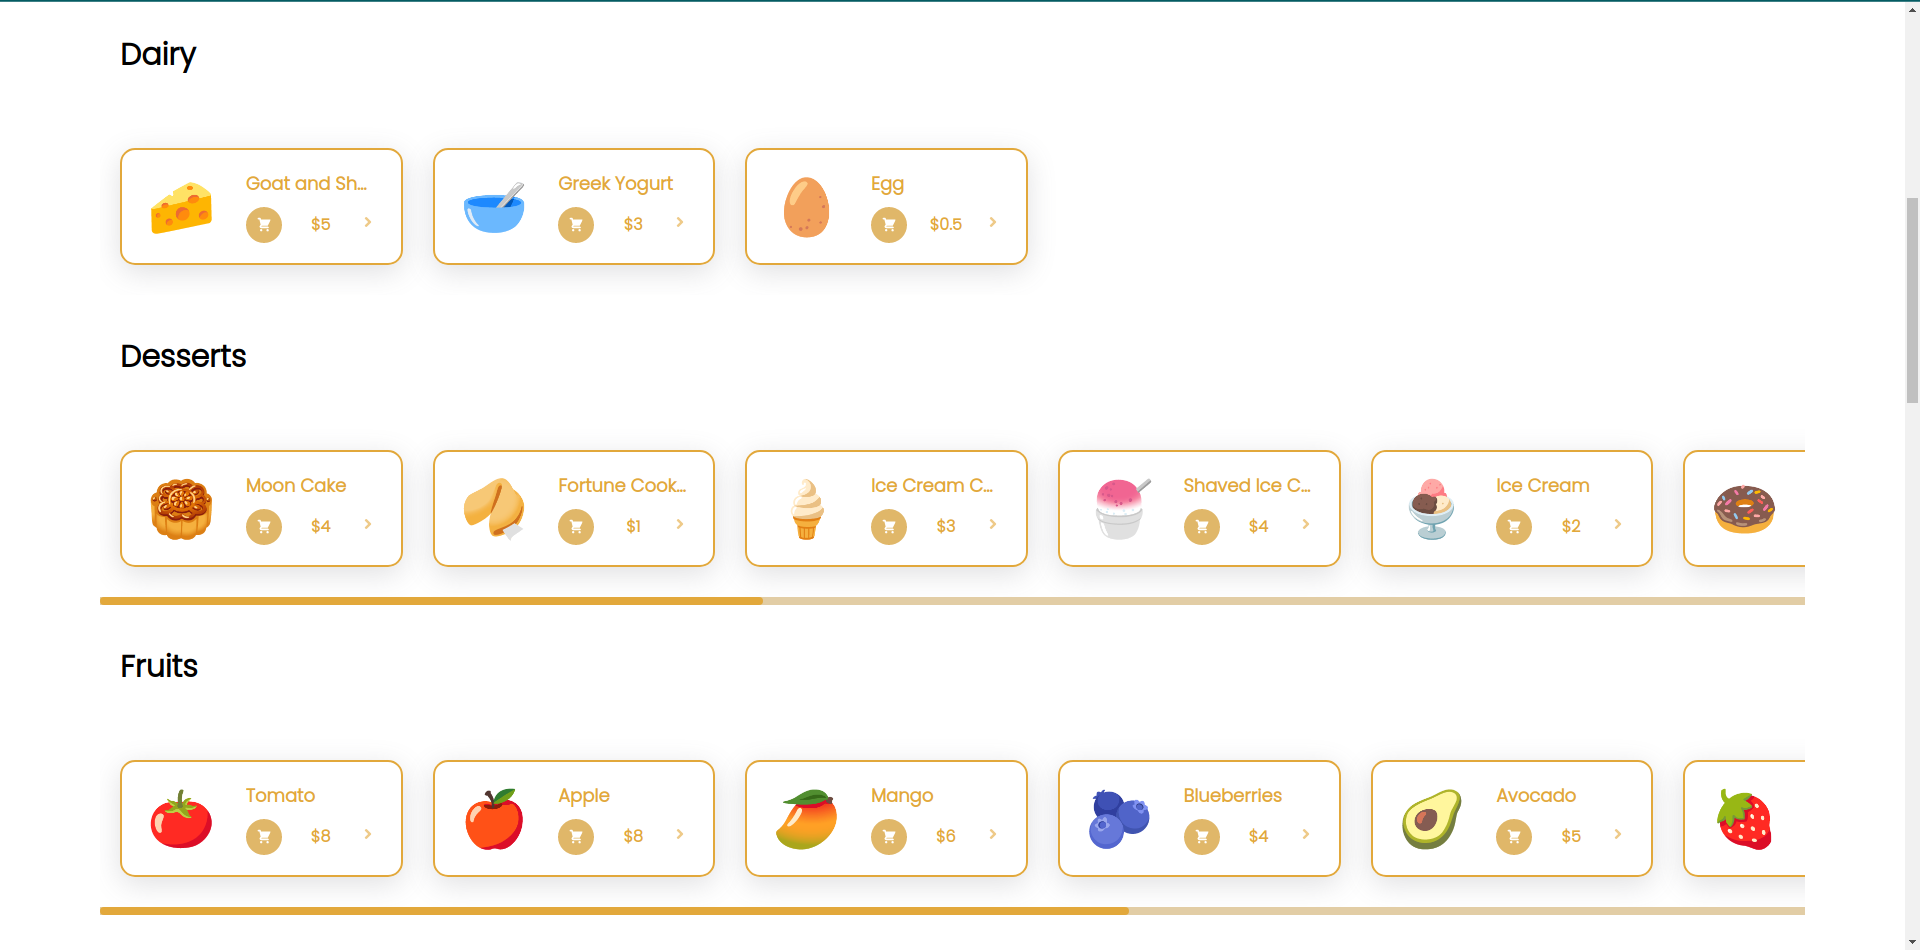 Dairy
Goat and Sh...
$5
Greek Yogurt
$3
Egg
$0.5
Desserts
Moon Cake
$4
Fortune Cook...
$1
Ice Cream C...
$3
Shaved Ice C...
$4
Ice Cream
$2
Fruits
Tomato
$8
Apple
$8
Mango
$6
Blueberries
$4
Avocado
$5